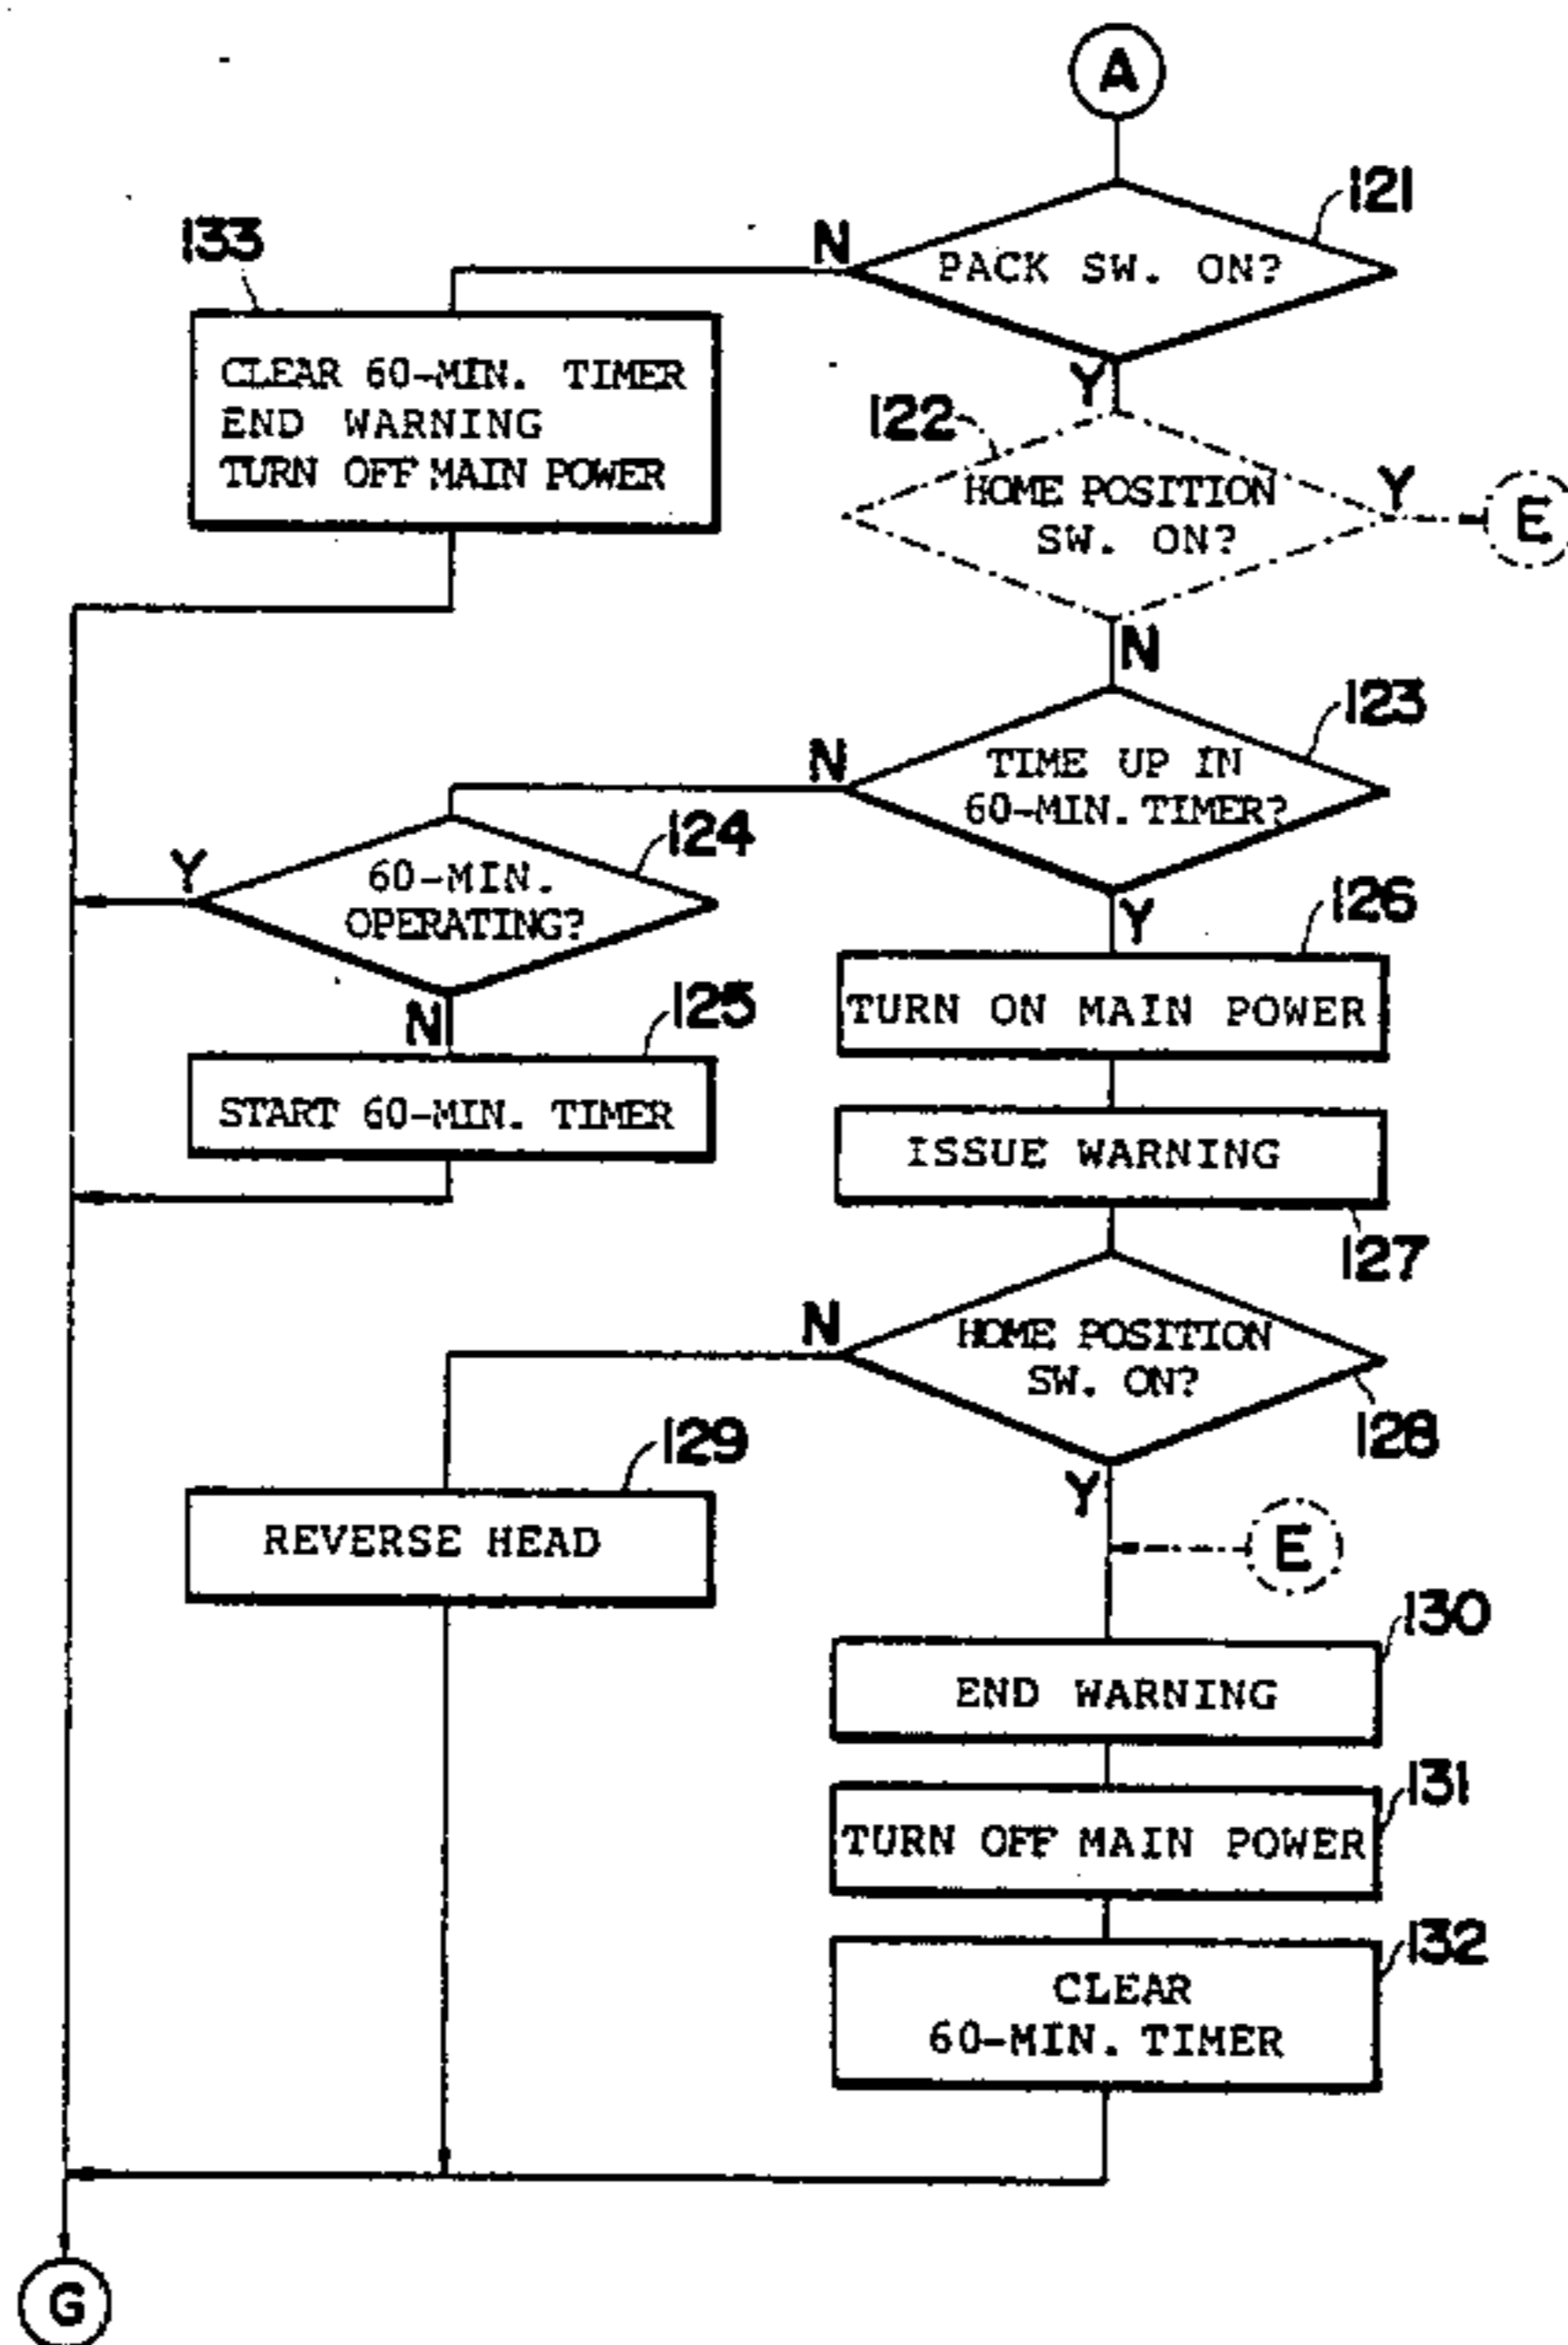 A
121
PACK SW. ON?
N
Y
133
CLEAR 60-MIN. TIMER
END WARNING
TURN OFF MAIN POWER
122
HOME POSITION
SW. ON?
Y
E
N
123
TIME UP IN
60-MIN. TIMER?
N
Y
124
60-MIN.
OPERATING?
Y
N
125
START 60-MIN. TIMER
126
TURN ON MAIN POWER
ISSUE WARNING
127
HOME POSITION
SW. ON?
128
N
Y
129
REVERSE HEAD
E
130
END WARNING
131
TURN OFF MAIN POWER
132
CLEAR
60-MIN. TIMER
G